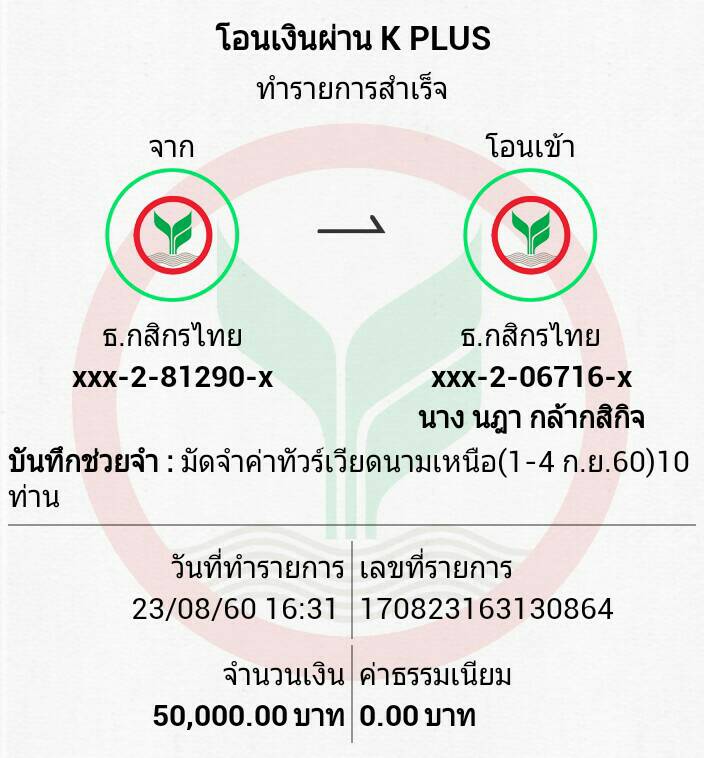 โอนเงินผ่าน K PLUS
ทำรายการสำเร็จ
จาก
โอนเข้า
ธ.กสิกรไทย
ธ.กสิกรไทย
xxx-2-81290-x
xxx-2-06716-x
นาง นฎา กล้ากสิกิจ
บันทึกช่วยจำ : มัดจำค่าทัวร์เวียดนามเหนือ(1-4 ก.ย.60)10
ท่าน
วันที่ทำรายการ
เลขที่รายการ
23/08/60 16:31
170823163130864
จำนวนเงิน
ค่าธรรมเนียม
50,000.00 บาท
0.00 บาท